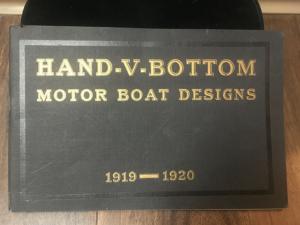 HAND-V-BOTTOM
MOTOR BOAT DESIGNS
1919—1920